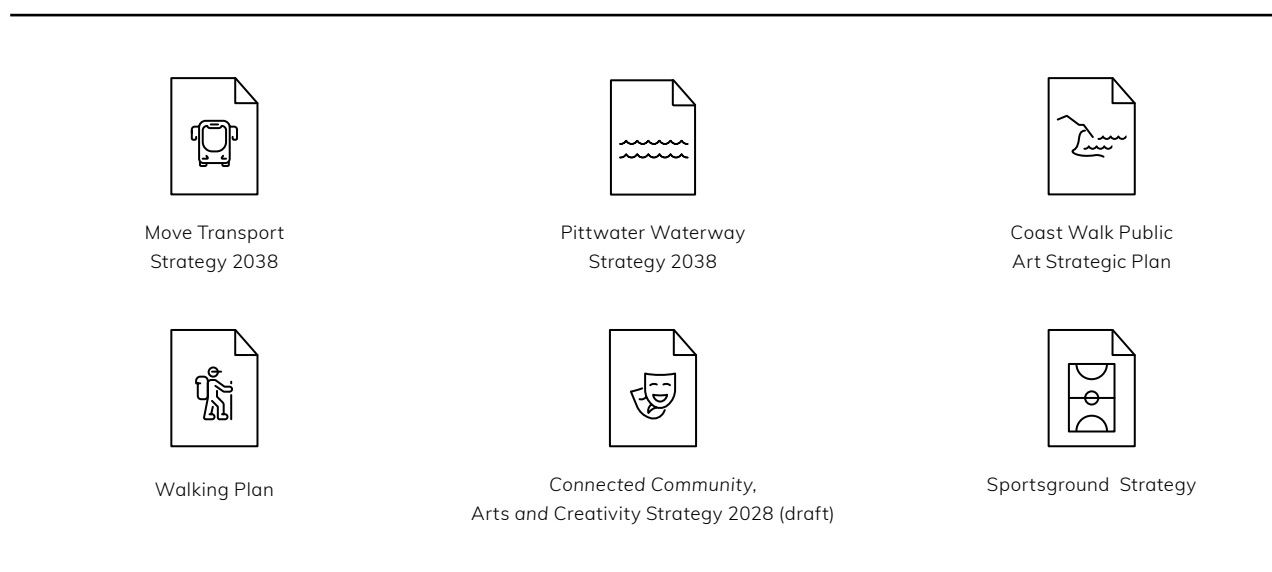 Move Transport
Strategy 2038
Pittwater Waterway
Strategy 2038
Coast Walk Public
Art Strategic Plan
Walking Plan
Connected Community,
Arts and Creativity Strategy 2028 (draft)
Sportsground  Strategy